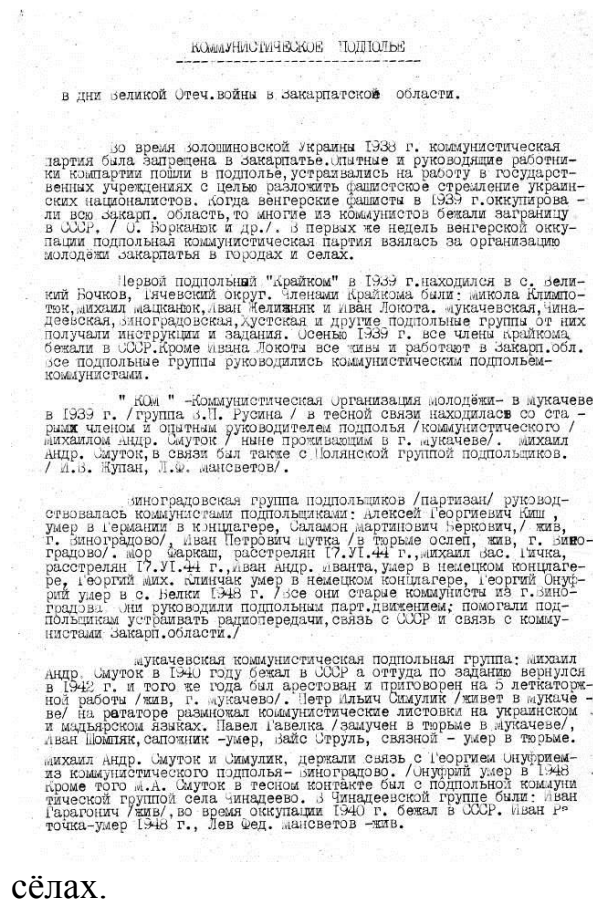 КОММУНИСТИЧЕСКОЕ ПОДПОЛЬЕ
в дни Великой Отеч.войны в Закарпатской области.
Во время Волошиновской Украины 1938 г. коммунистическая
партия была запрещена в Закарпатье.Опытные и руководящие работни-
ки компартии пошли в подполье,устраивались на работу в государст-
венных учреждениях с целью разложить фашистское стремление украин-
ских националистов. Когда венгерские фашисты в 1939 г.оккупирова -
ли всю Закарп. область,то многие из коммунистов бежали заграницу
в СССР. / О. Борканюк и др./. В первых же недель венгерской окку-
пации подпольная коммунистическая партия взялась за организацию
молодёжи Закарпатья в городах и селах.
Первой подпольный "Крайком" в 1939 г.находился в с. Вели-
кий Бочков, Тячевский округ. Членами Крайкома были: Микола Климпо-
тюк,михаил мацканюк,Иван Желизняк и Иван Локота. мукачевская,Чина-
деевская,Виноградовская,Хустская и другие подпольные группы от них
получали инструкции и задания. Осенью 1939 г. все члены Крайкома
бежали в СССР.Кроме Ивана Локоты все живы и работают в Закарп.обл.
Все подпольные группы руководились коммунистическим подпольем-
коммунистами.
" КОМ " -Коммунистическая Организация Молодёжи- в Мукачеве
в 1939 г. /группа В.Н. Русина / в тесной связи находилась со ста -
рыми членом и опытным руководителем подполья /коммунистического /
михаилом Андр. Смуток / ныне проживающим в г. мукачеве/. Михаил
Андр. Смуток,в связи был также с Полянской группой подпольщиков.
/ И.В. Жупан, Л.Ф. мансветов/.
Виноградовская группа подпольщиков /партизан/ руковод-
ствовалась коммунистами подпольщиками: Алексей Георгиевич Киш ,
умер в Германии в концлагере, Саламон мартинович Беркович,/ жив,
г. Виноградово/, Иван Петрович Шутка /в тюрьме ослеп, жив, г. Вино-
градово/. мор Фаркаш, расстрелян 17.УІ.44 г.,михаил Вас. Гичка,
расстрелян 17.УІ.44 г.,Иван Андр. Иванта,умер в немецком концлаге-
ре, Георгий Мих. Клинчак умер в немецком концлагере, Георгий Онуф-
рий умер в с. Белки 1948 г. /Все они старые коммунисты из г.Вино-
градова. Они руководили подпольным парт.движением; помогали под-
польщикам устраивать радиопередачи,связь с СССР и связь с комму-
нистами Закарп.области./
мукачевская коммунистическая подпольная группа: михаил
Андр. Смуток в 1940 году бежал в СССР а оттуда по заданию вернулся
в 1942 г. и того же года был арестован и приговорен на 5 леткаторж-
ной работы /жив, г. мукачево/. Петр Ильич Симулик /живет в мукаче -
ве/ на рататоре размножал коммунистические листовки на украинском
и мадьярском языках. Павел Гавелка /замучен в тюрьме в мукачеве/,
Иван Шомпяк,сапожник -умер, Вайс Струль, связной - умер в тюрьме.
михаил Андр. Смуток и Симулик, держали связь с Георгием Онуфрием-
из коммунистического подполья- Виноградово. /Онуфрий умер в 1948
Кроме того М.А. Смуток в тесном контакте был с подпольной коммуни
тической группой села Чинадеево. В Чинадеевской группе были: Иван
Гарагонич /жив/,во время оккупации 1940 г. бежал в СССР. Иван Ра
точка-умер 1948 г., Лев Фед. мансветов -жив.
сёлах.